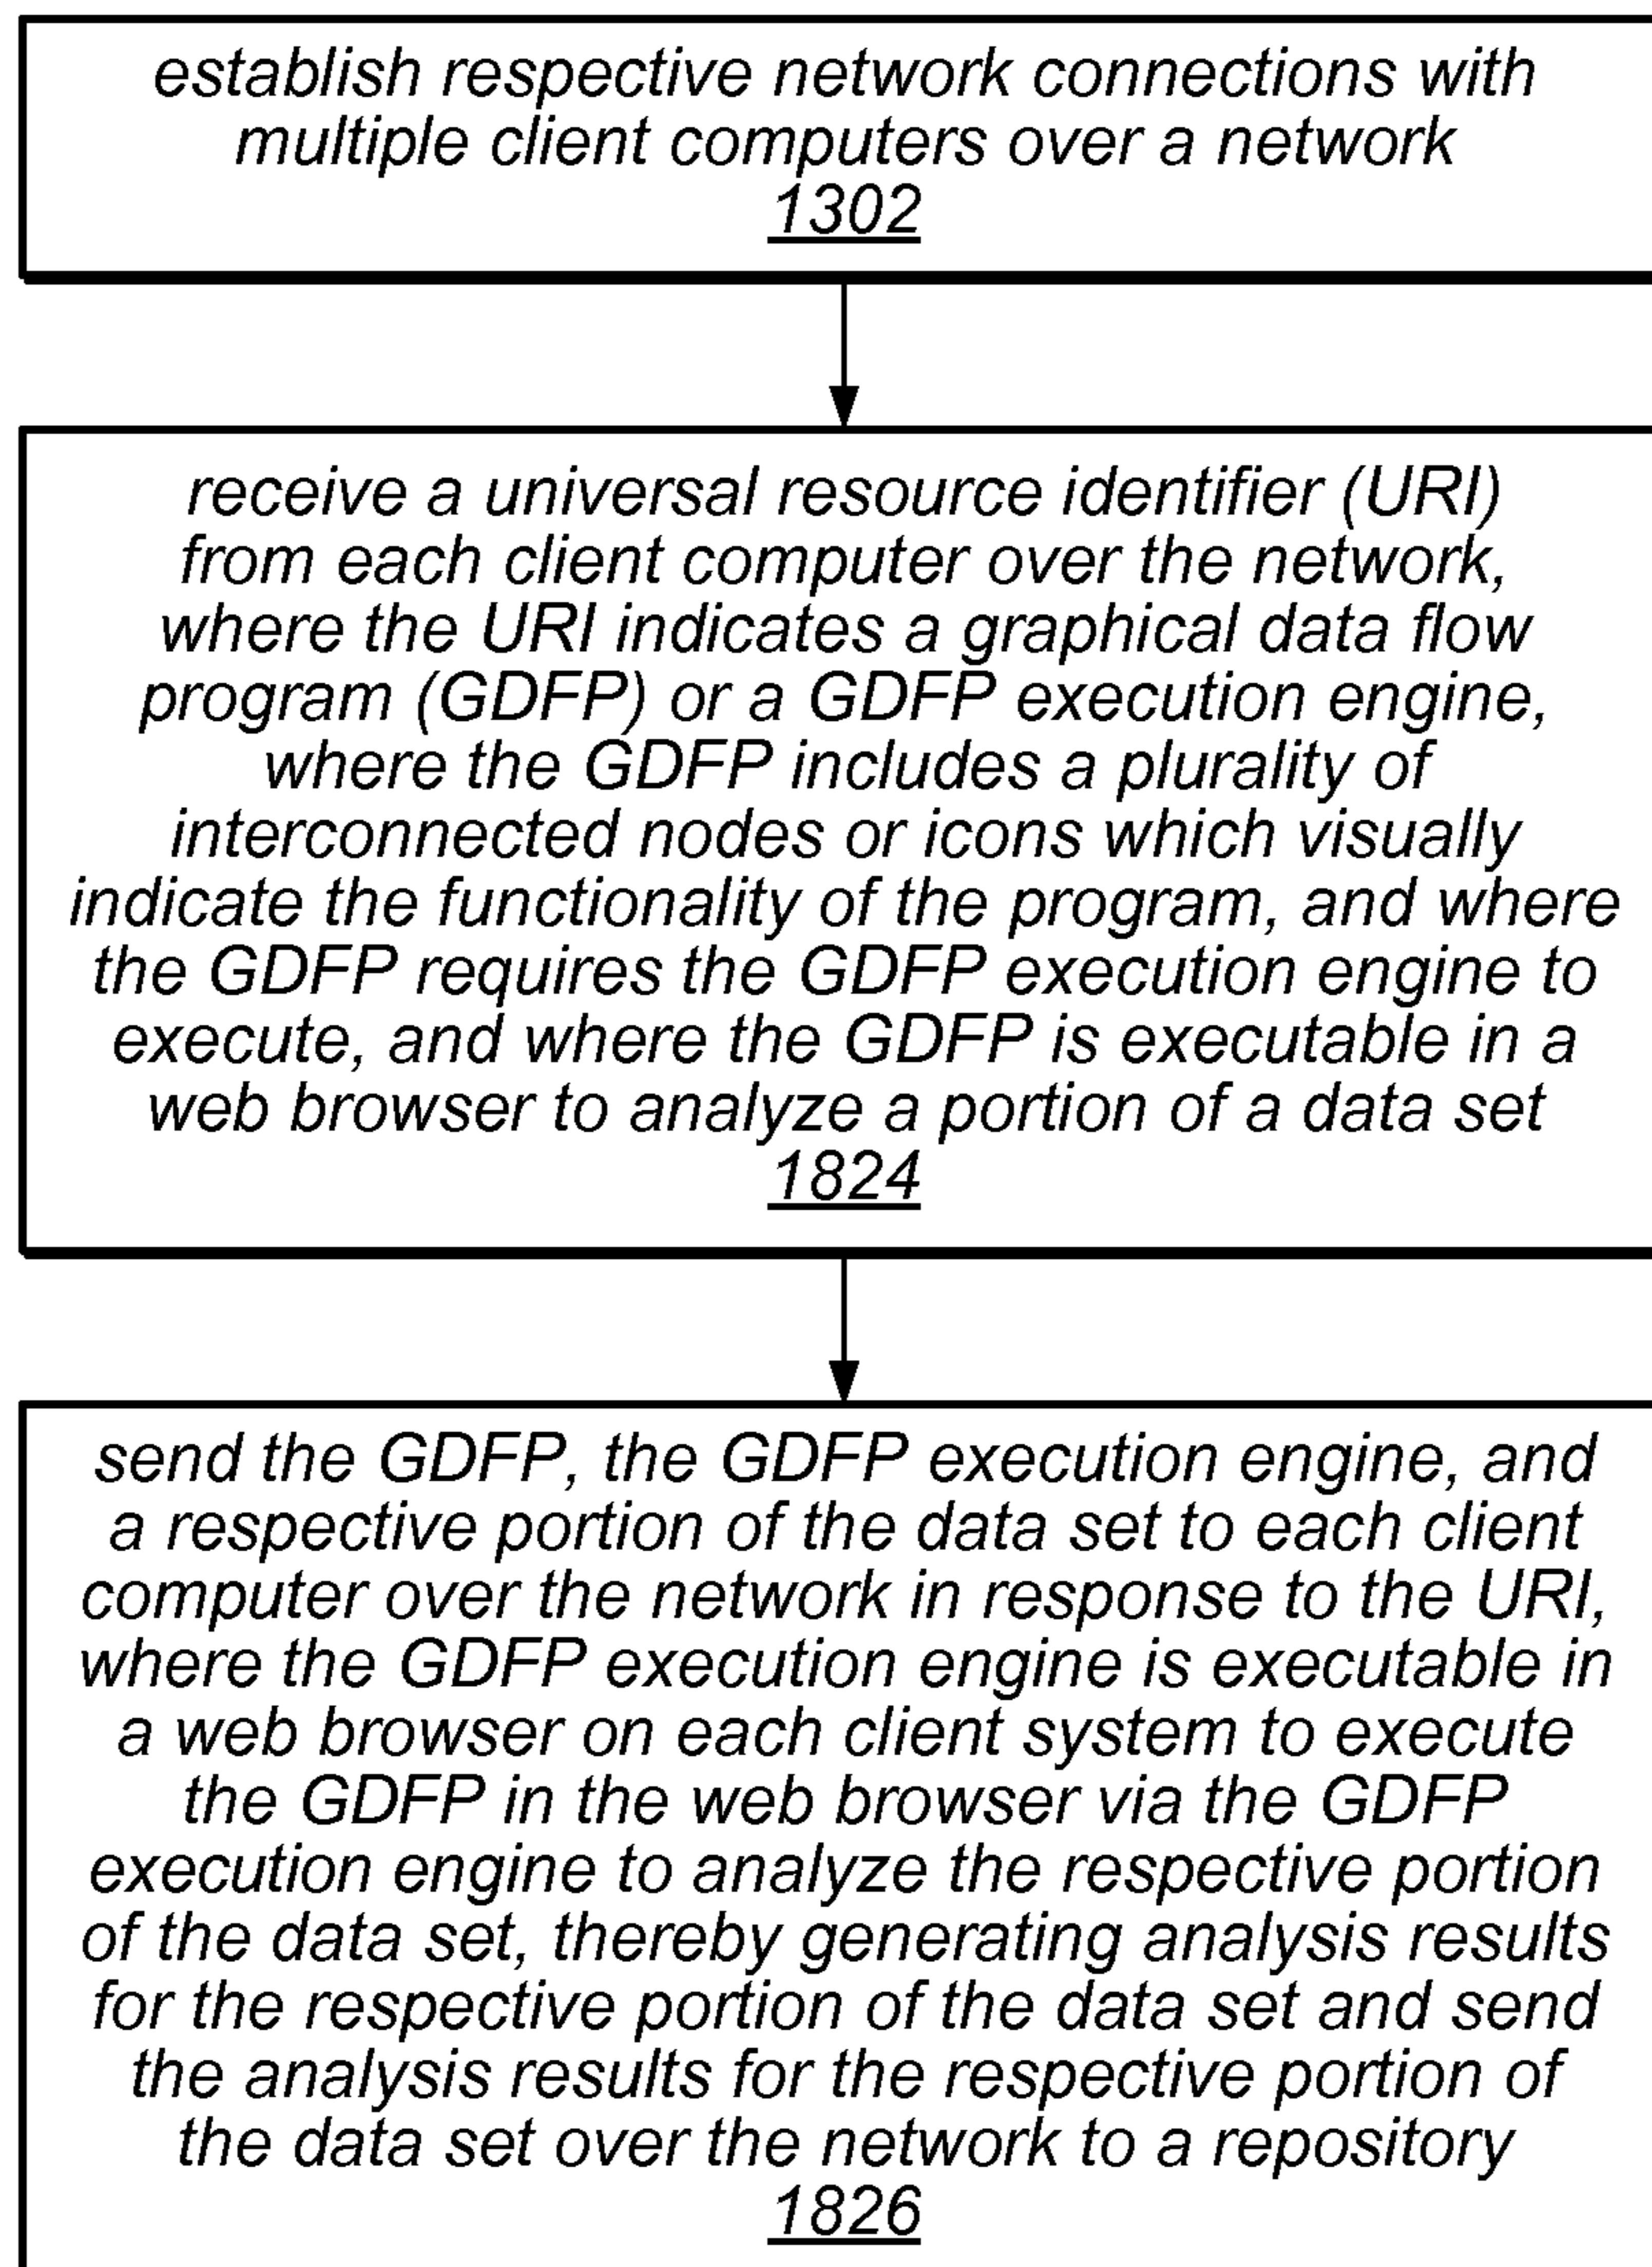 establish respective network connections with
multiple client computers over a network
1302
receive a universal resource identifier (URI)
from each client computer over the network,
where the URI indicates a graphical data flow
program (GDFP) or a GDFP execution engine,
where the GDFP includes a plurality of
interconnected nodes or icons which visually
indicate the functionality of the program, and where
the GDFP requires the GDFP execution engine to
execute, and where the GDFP is executable in a
web browser to analyze a portion of a data set
1824
send the GDFP, the GDFP execution engine, and
a respective portion of the data set to each client
computer over the network in response to the URI,
where the GDFP execution engine is executable in
a web browser on each client system to execute
the GDFP in the web browser via the GDFP
execution engine to analyze the respective portion
of the data set, thereby generating analysis results
for the respective portion of the data set and send
the analysis results for the respective portion of
the data set over the network to a repository
1826